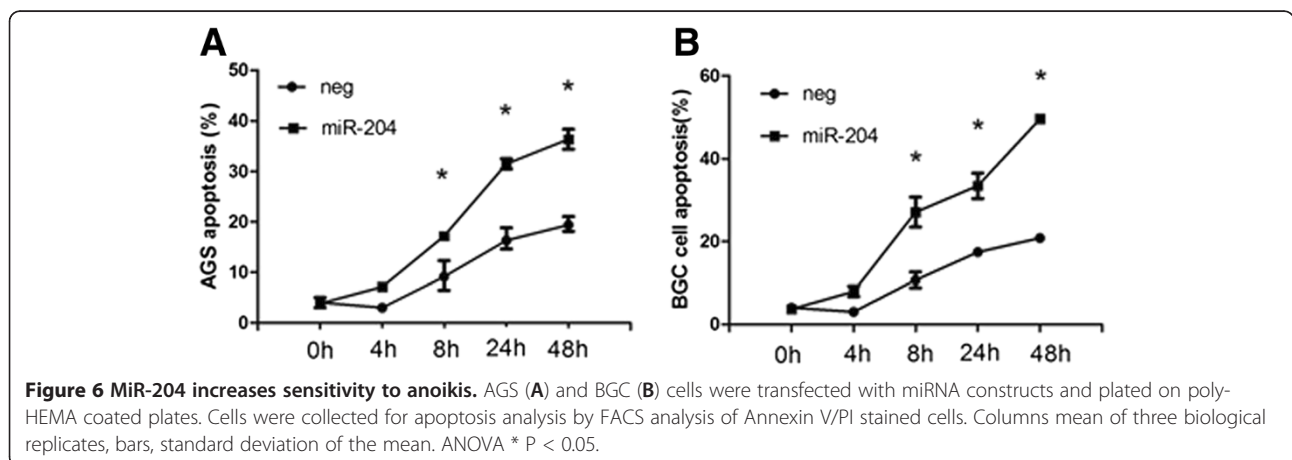 A
AGS apoptosis (%)
50
40
30
20
10
0
neg
miR-204
*
*
*
0h
4h
8h
24h
48h
B
BGC cell apoptosis(%)
60
40
20
0
neg
miR-204
*
*
*
0h
4h
8h
24h
48h
Figure 6 MiR-204 increases sensitivity to anoikis. AGS (A) and BGC (B) cells were transfected with miRNA constructs and plated on poly-
HEMA coated plates. Cells were collected for apoptosis analysis by FACS analysis of Annexin V/PI stained cells. Columns mean of three biological
replicates, bars, standard deviation of the mean. ANOVA * P < 0.05.